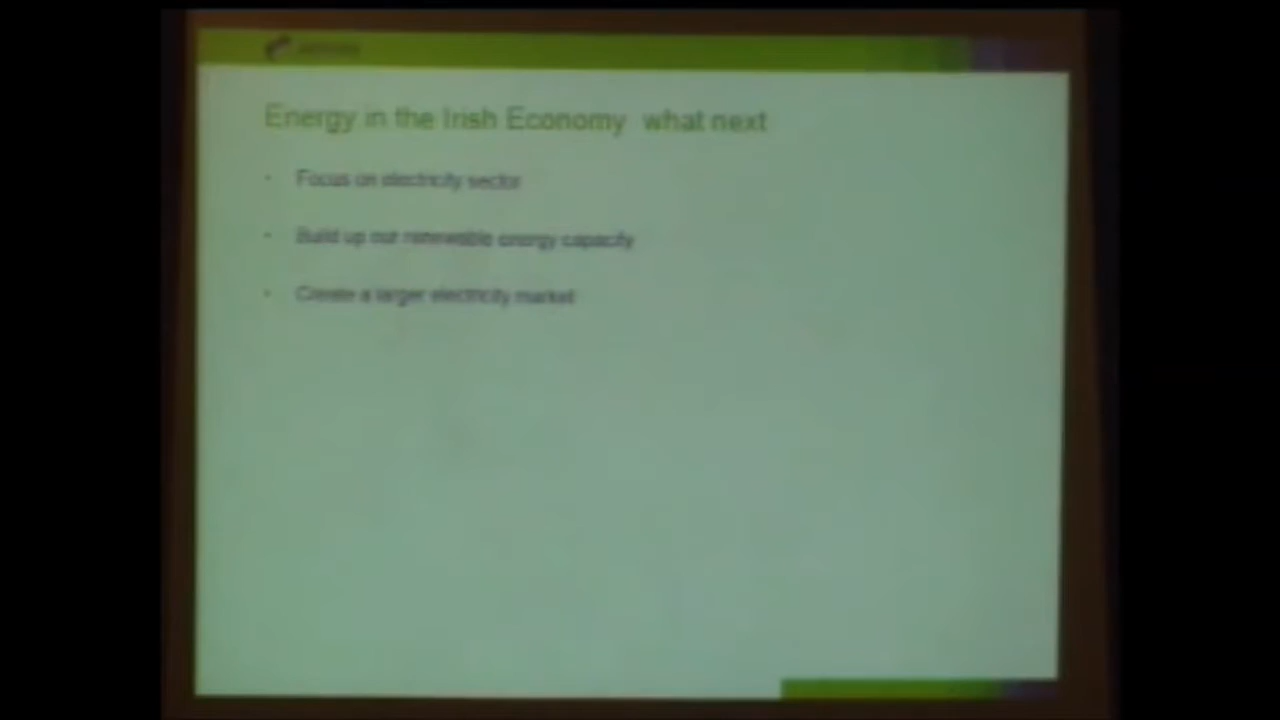 Energy in the Irish Economy what next
Focus on electricity sector
Build up our renewable energy capacity
Create a larger electricity market